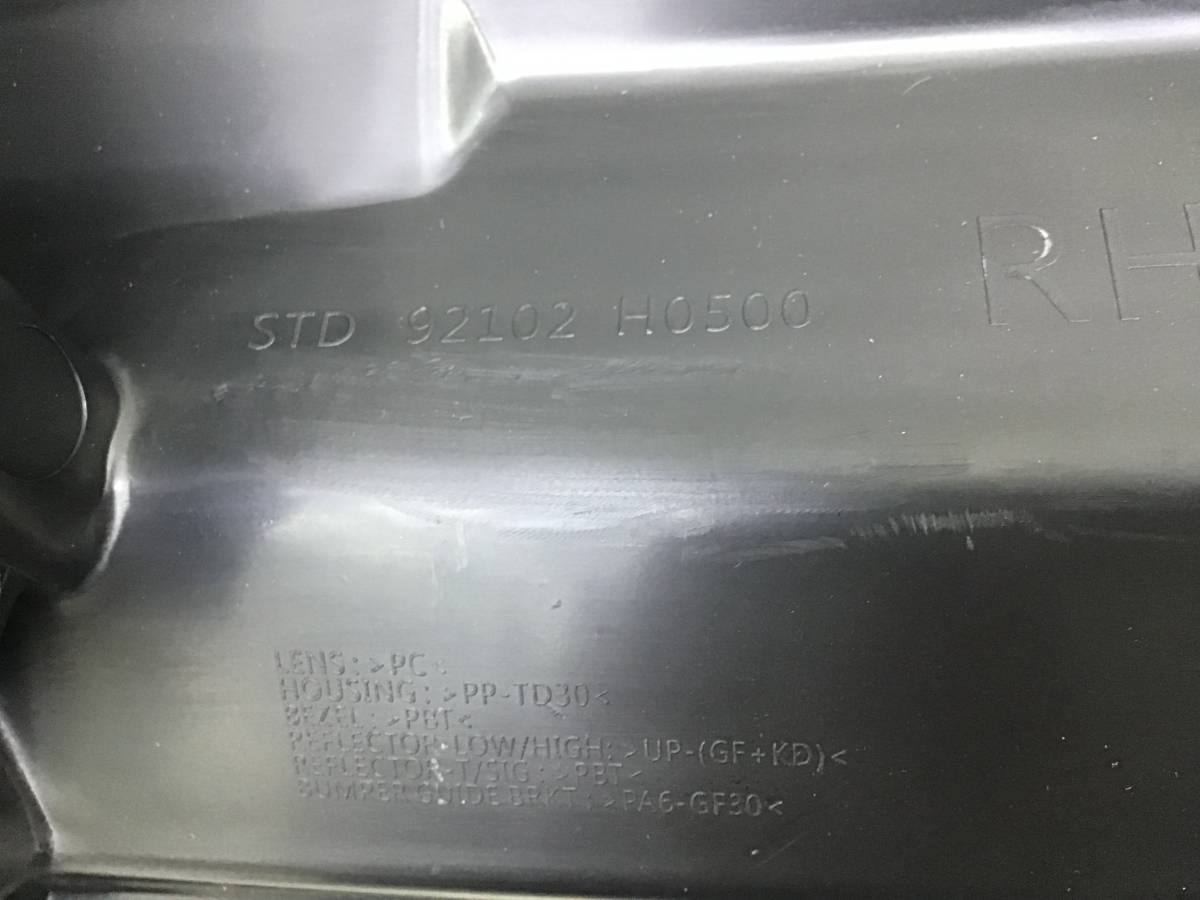 RH
STD 92102 H0500
LENS: >PC<
HOUSING: >PP-TD30<
BEZEL: >PBT<
REFLECTOR-LOW/HIGH: >UP-(GF+KD)<
REFLECTOR-T/SIG: >PBT<
BUMPER GUIDE BRKT: >PA6-GF30<